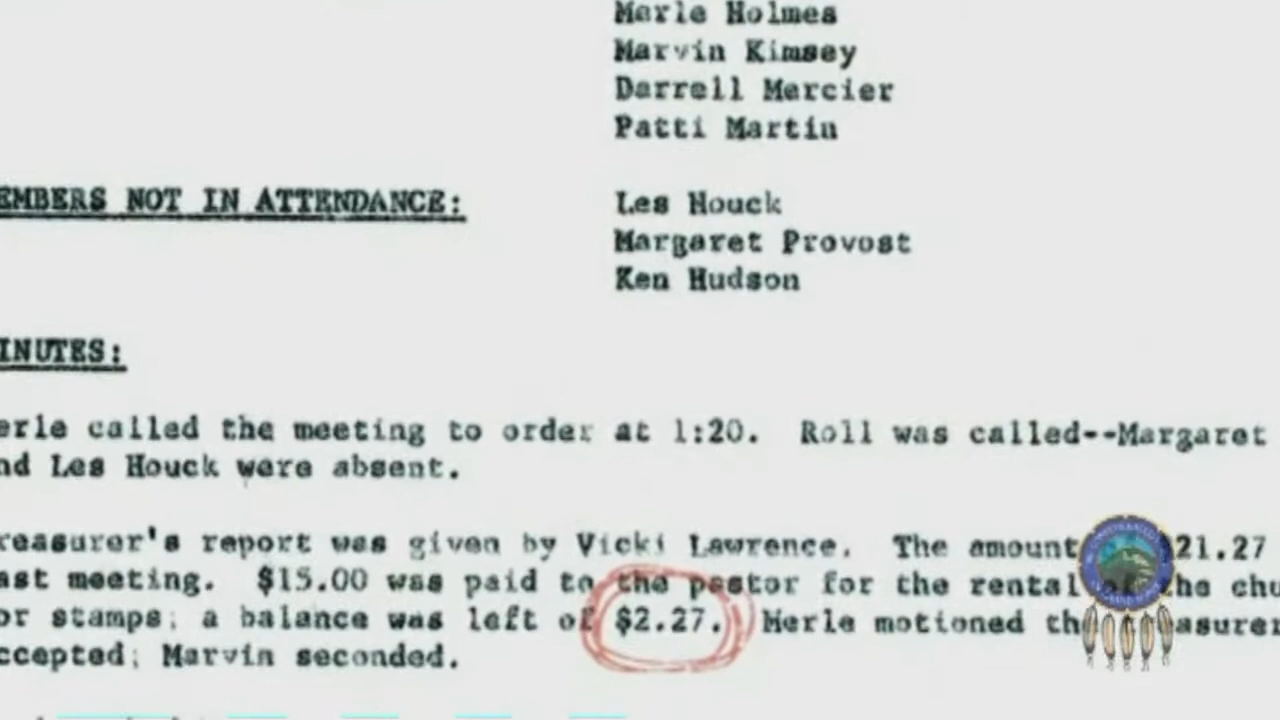 Merle Holmes
Marvin Kimsey
Darrell Mercier
Patti Martin
EMBERS NOT IN ATTENDANCE:
Les Houck
Margaret Provost
Ken Hudson
INUTES:
erle called the meeting to order at 1:20. Roll was called--Margaret
nd Les Houck were absent.
reasurer's report was given by Vicki Lawrence. The amount 21.27
ast meeting. $15.00 was paid to the pastor for the rental of the chu
or stamps; a balance was left of $2.27. Merle motioned th asurer
ccepted; Marvin seconded.